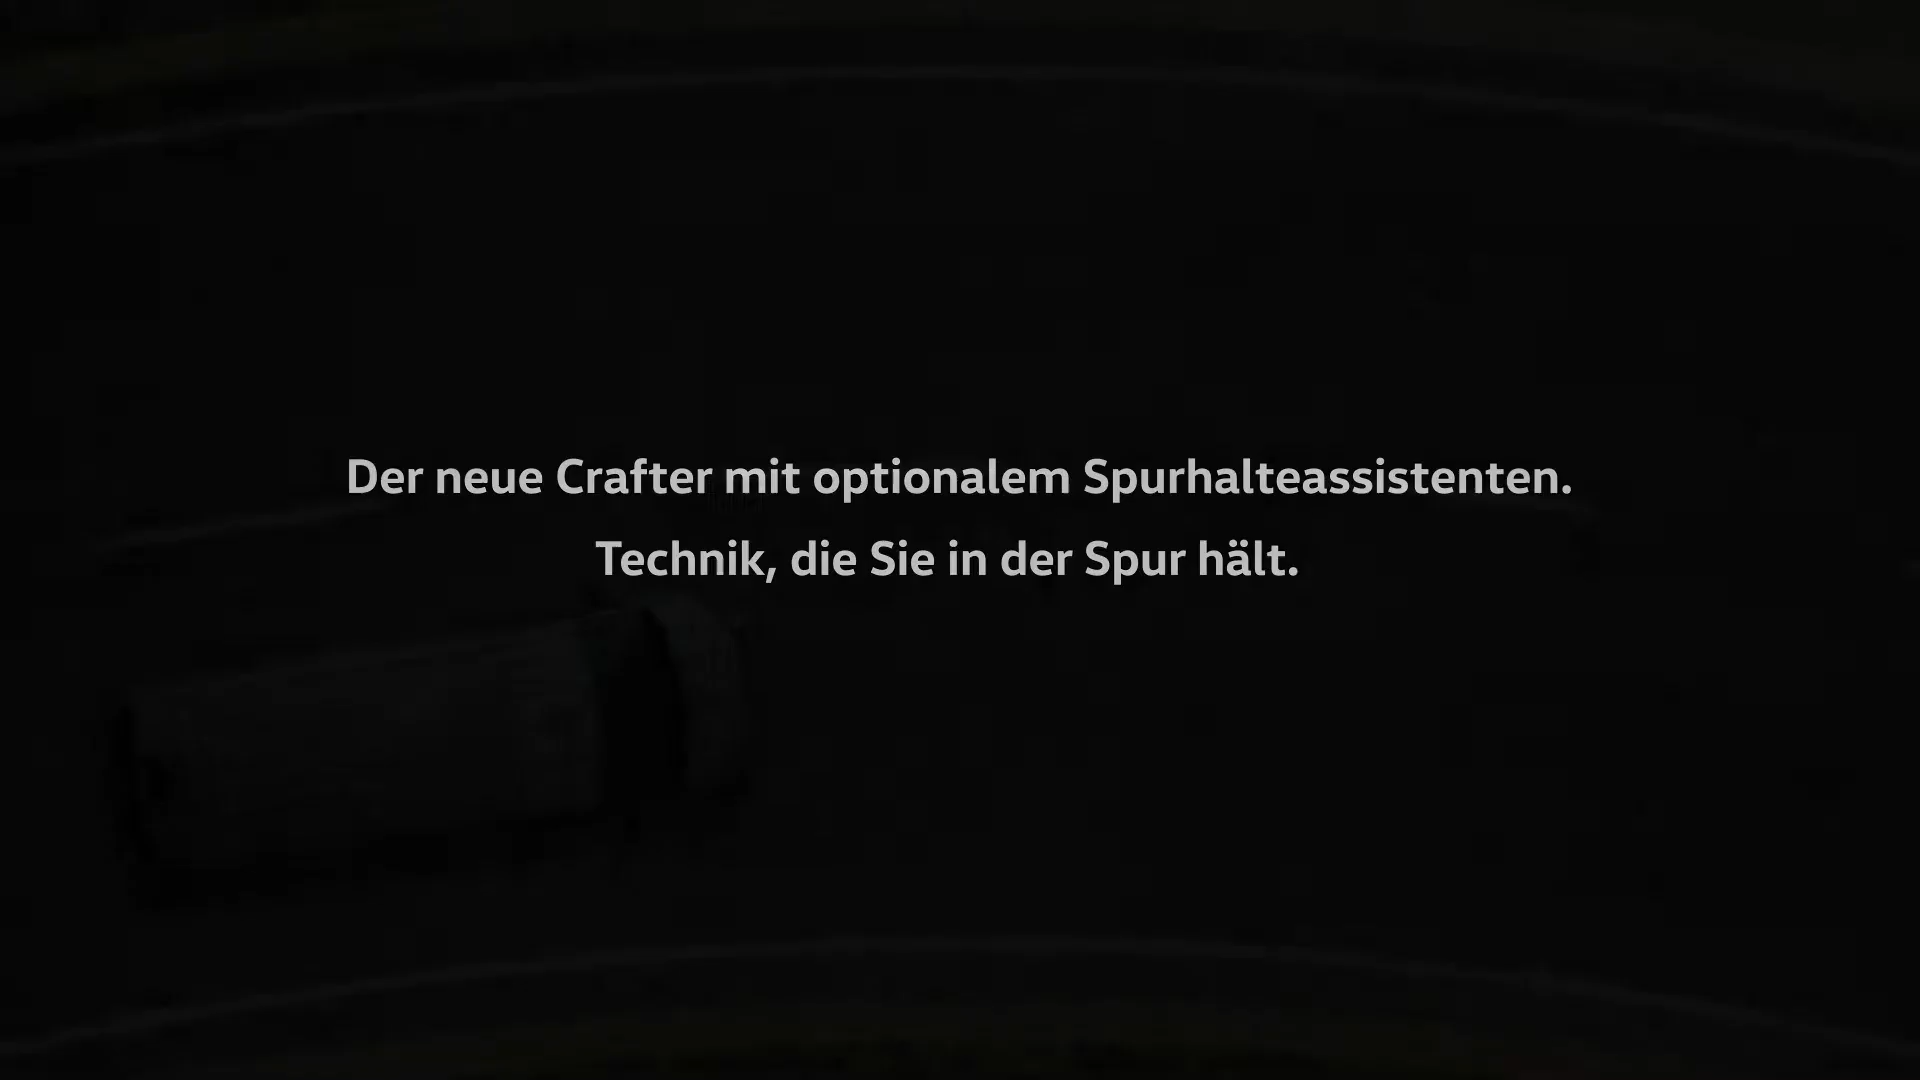 Der neue Crafter mit optionalem Spurhalteassistenten.
Technik, die Sie in der Spur hält.